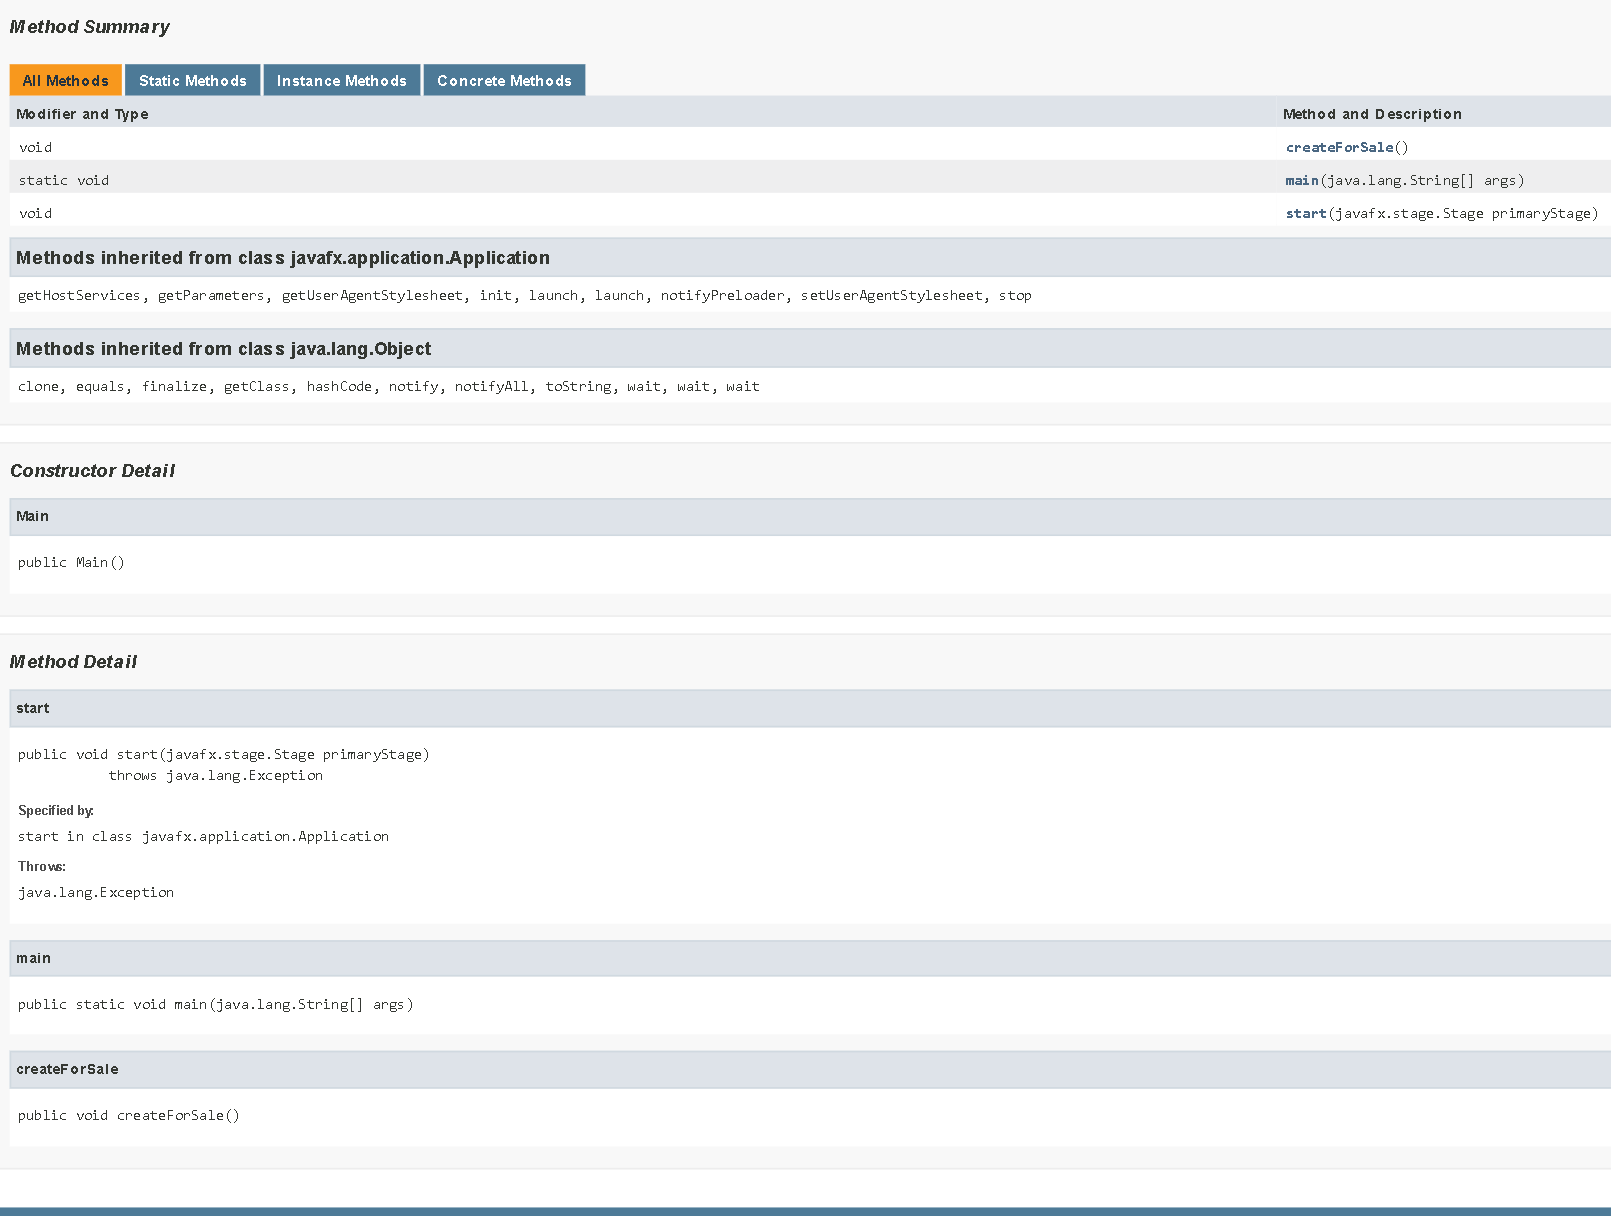 Method Summary
All Methods Static Methods Instance Methods Concrete Methods
Modifier and Type Method and Description
void createForSale()
static void main(java.lang.String[] args)
void start(javafx.stage.Stage primaryStage)
Methods inherited from class javafx.application.Application
getHostServices, getParameters, getUserAgentStylesheet, init, launch, launch, notifyPreloader, setUserAgentStylesheet, stop
Methods inherited from class java.lang.Object
clone, equals, finalize, getClass, hashCode, notify, notifyAll, toString, wait, wait, wait
Constructor Detail
Main
public Main()
Method Detail
start
public void start(javafx.stage.Stage primaryStage)
throws java.lang.Exception
Specified by:
start in class javafx.application.Application
Throws:
java.lang.Exception
main
public static void main(java.lang.String[] args)
createForSale
public void createForSale()